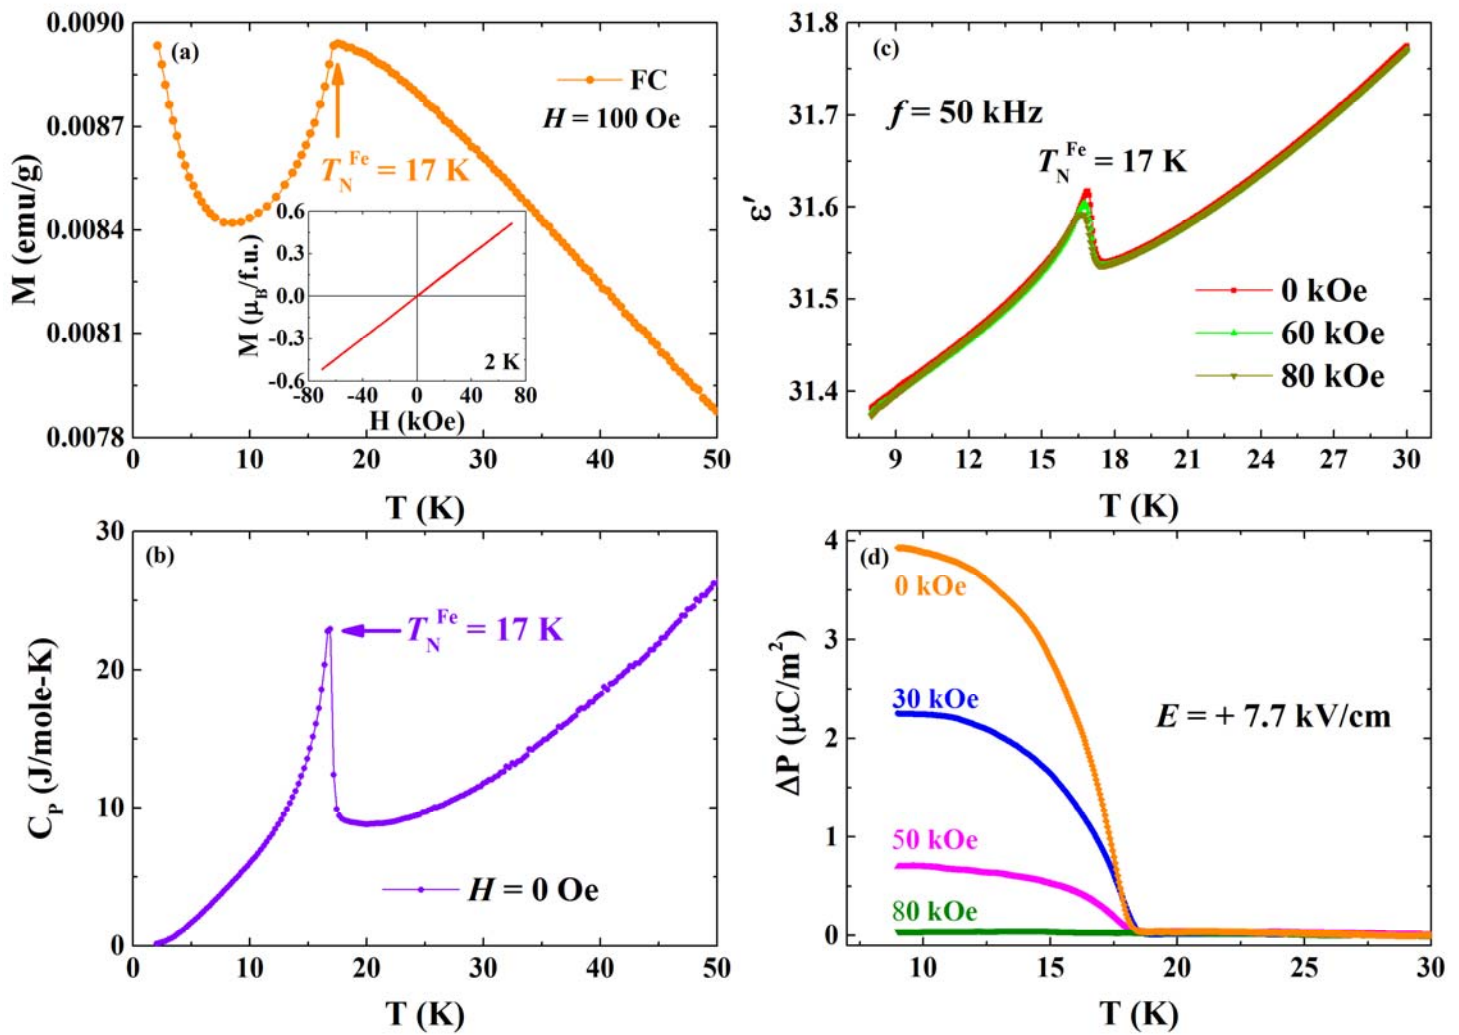 (a)
FC
H = 100 Oe
T_N^Fe = 17 K
M (emu/g)
0.0090
0.0087
0.0084
0.0081
0.0078
0 10 20 30 40 50
T (K)
M (μ_B/f.u.)
0.6
0.3
0.0
-0.3
-0.6
2 K
-80 -40 0 40 80
H (kOe)
(c)
f = 50 kHz
T_N^Fe = 17 K
0 kOe
60 kOe
80 kOe
ε′
31.8
31.7
31.6
31.5
31.4
9 12 15 18 21 24 27 30
T (K)
(b)
T_N^Fe = 17 K
H = 0 Oe
C_P (J/mole-K)
30
20
10
0
0 10 20 30 40 50
T (K)
(d)
0 kOe
30 kOe
50 kOe
80 kOe
E = + 7.7 kV/cm
ΔP (μC/m²)
4
3
2
1
0
10 15 20 25 30
T (K)